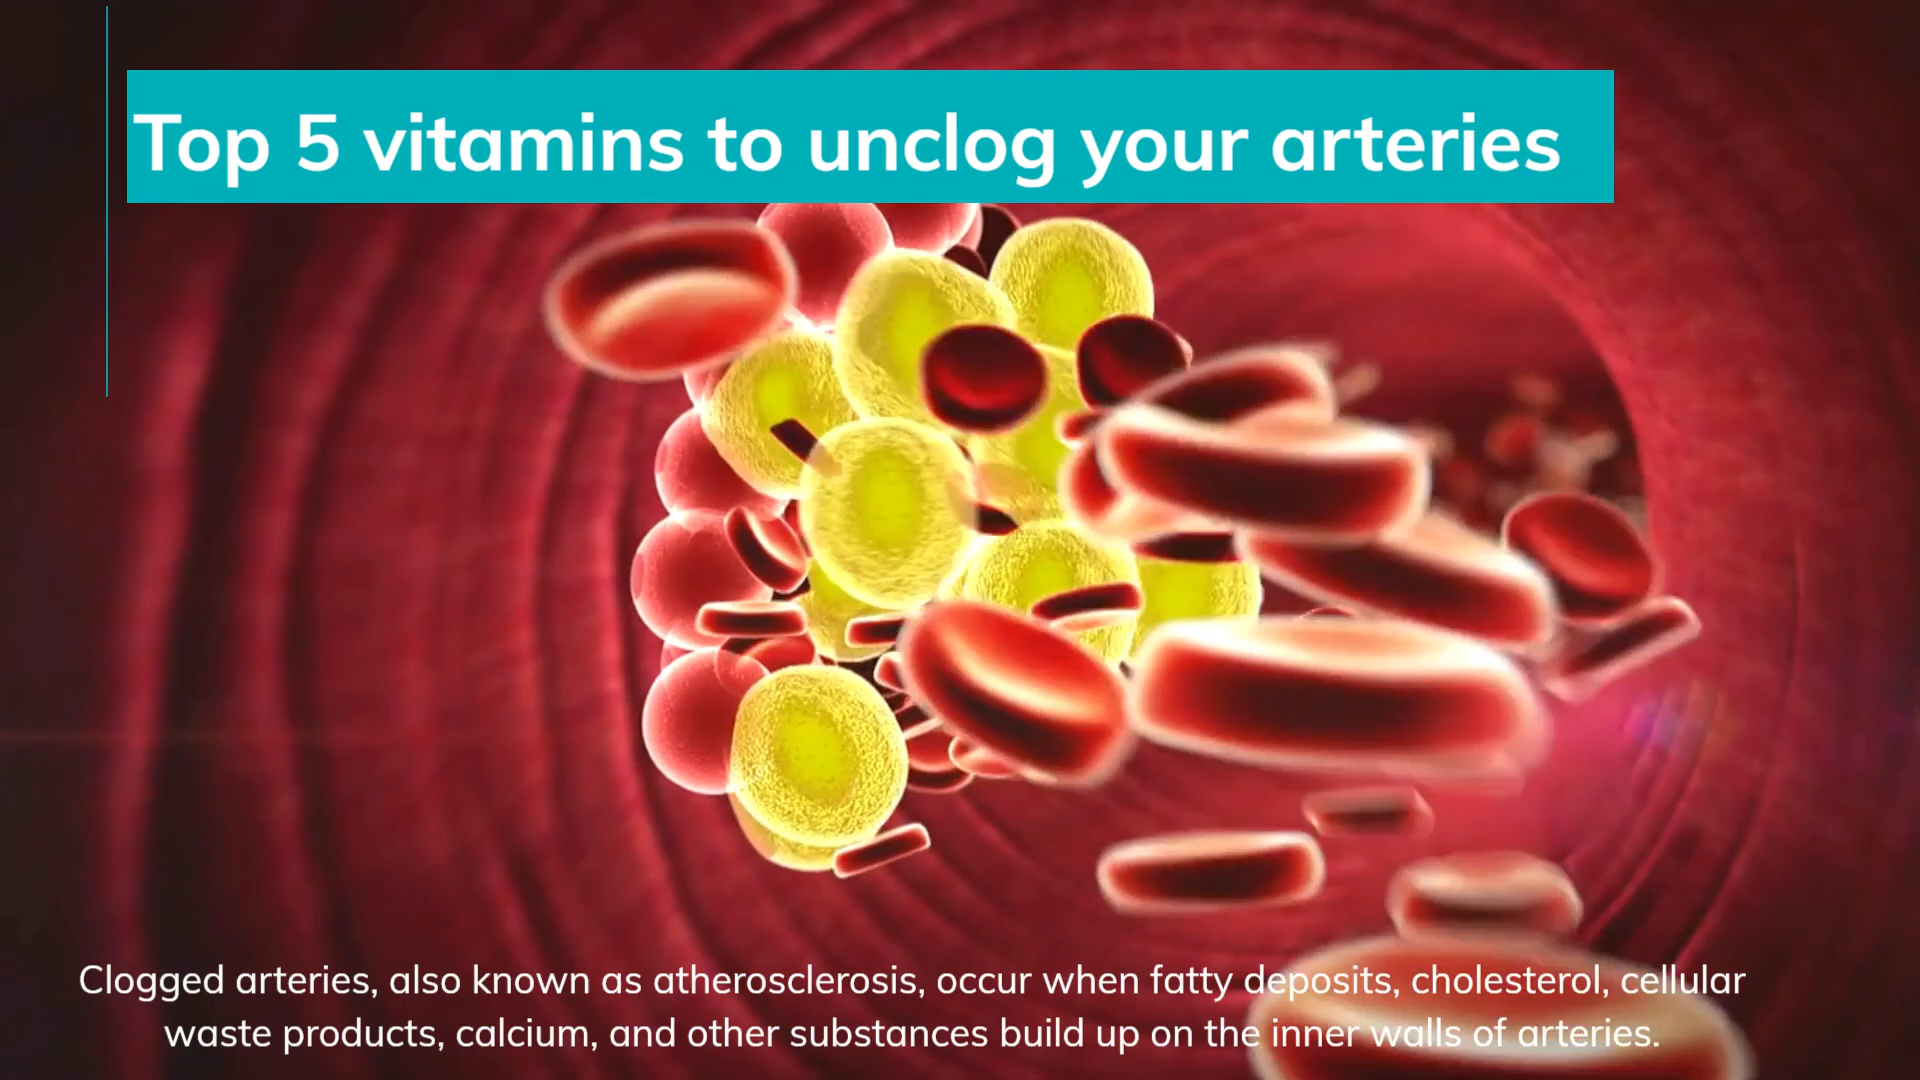 Top 5 vitamins to unclog your arteries
Clogged arteries, also known as atherosclerosis, occur when fatty deposits, cholesterol, cellular
waste products, calcium, and other substances build up on the inner walls of arteries.